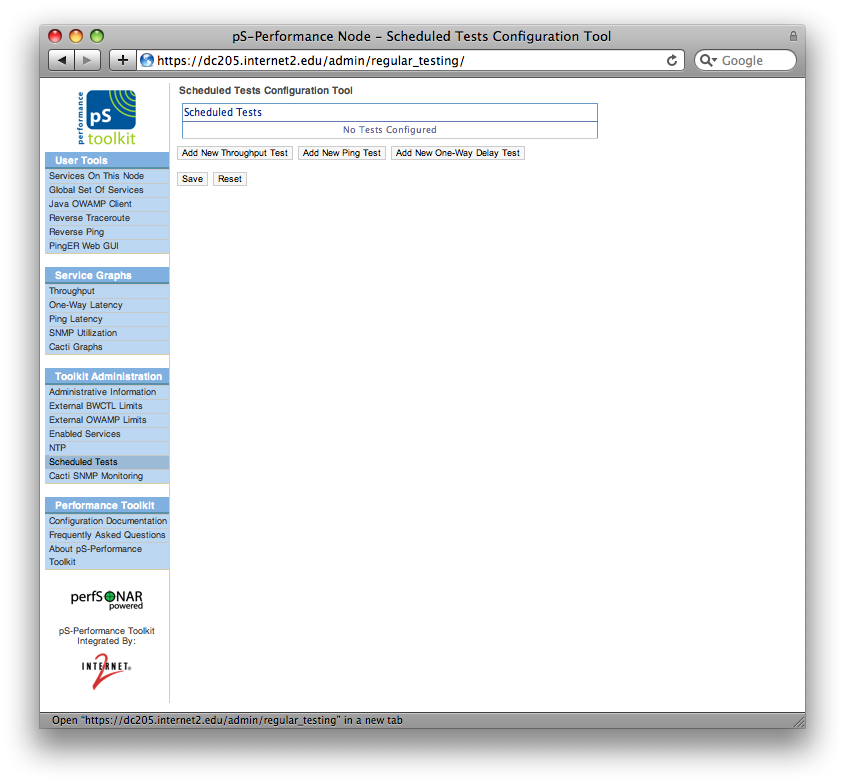 pS-Performance Node - Scheduled Tests Configuration Tool
https://dc205.internet2.edu/admin/regular_testing/
Google
performance
pS
toolkit
User Tools
Services On This Node
Global Set Of Services
Java OWAMP Client
Reverse Traceroute
Reverse Ping
PingER Web GUI
Service Graphs
Throughput
One-Way Latency
Ping Latency
SNMP Utilization
Cacti Graphs
Toolkit Administration
Administrative Information
External BWCTL Limits
External OWAMP Limits
Enabled Services
NTP
Scheduled Tests
Cacti SNMP Monitoring
Performance Toolkit
Configuration Documentation
Frequently Asked Questions
About pS-Performance
Toolkit
perfSONAR
powered
pS-Performance Toolkit
Integrated By:
INTERNET
2
Scheduled Tests Configuration Tool
Scheduled Tests
No Tests Configured
Add New Throughput Test Add New Ping Test Add New One-Way Delay Test
Save Reset
Open “https://dc205.internet2.edu/admin/regular_testing” in a new tab